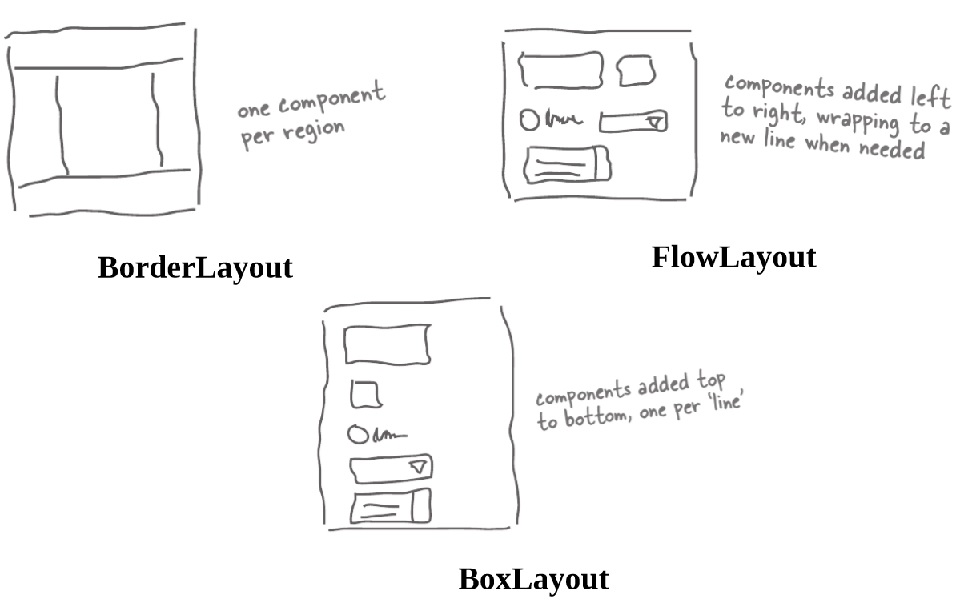 one component
per region
components added left
to right, wrapping to a
new line when needed
BorderLayout
FlowLayout
components added top
to bottom, one per 'line'
BoxLayout